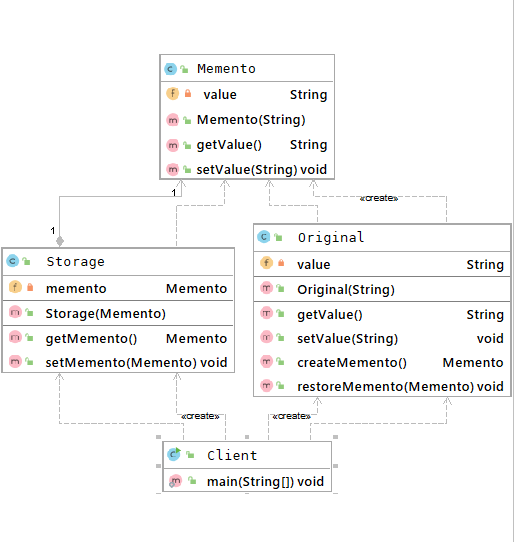 Memento
value String
Memento(String)
getValue() String
setValue(String) void
1
«create»
1
Storage
memento Memento
Storage(Memento)
getMemento() Memento
setMemento(Memento) void
Original
value String
Original(String)
getValue() String
setValue(String) void
createMemento() Memento
restoreMemento(Memento) void
«create»
«create»
Client
main(String[]) void